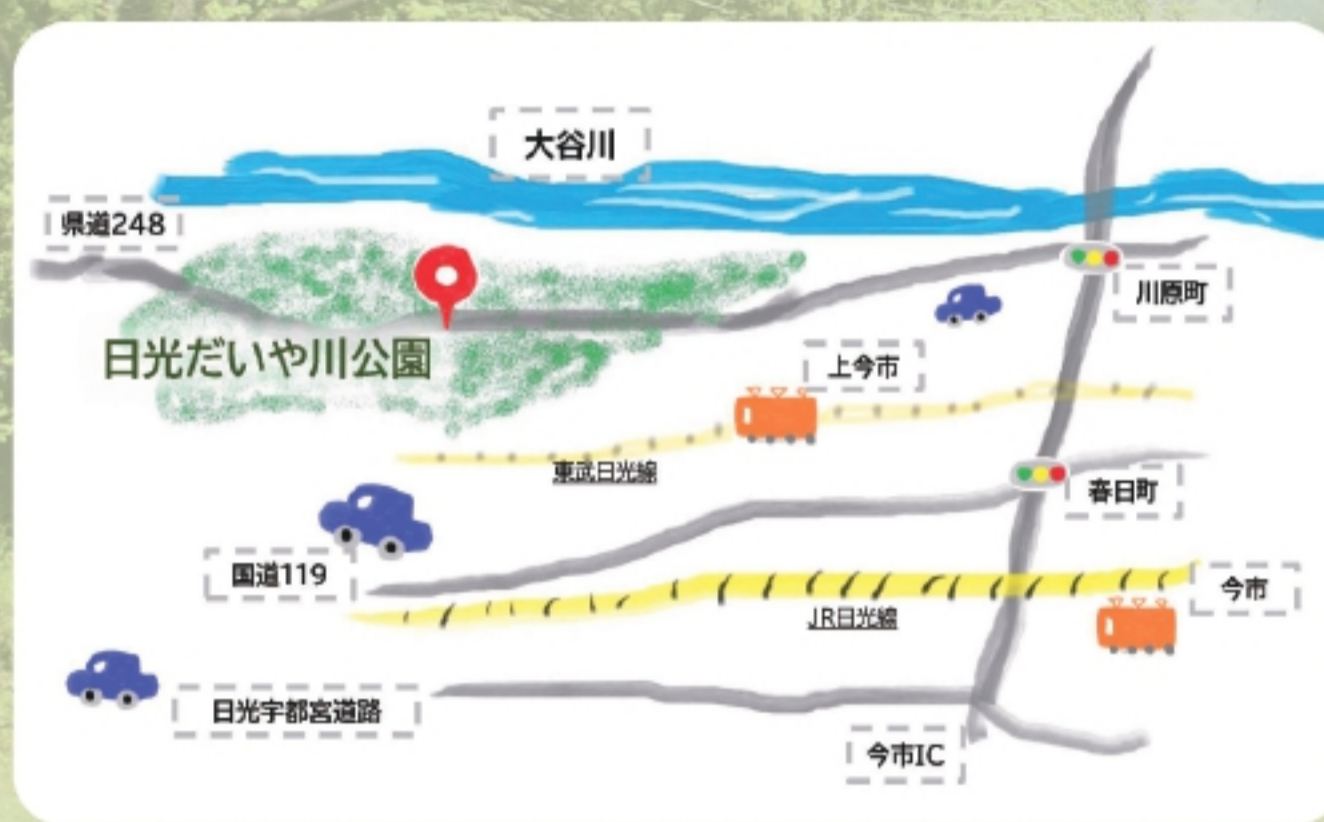 大谷川
県道248
川原町
日光だいや川公園
上今市
東武日光線
春日町
国道119
今市
JR日光線
日光宇都宮道路
今市IC